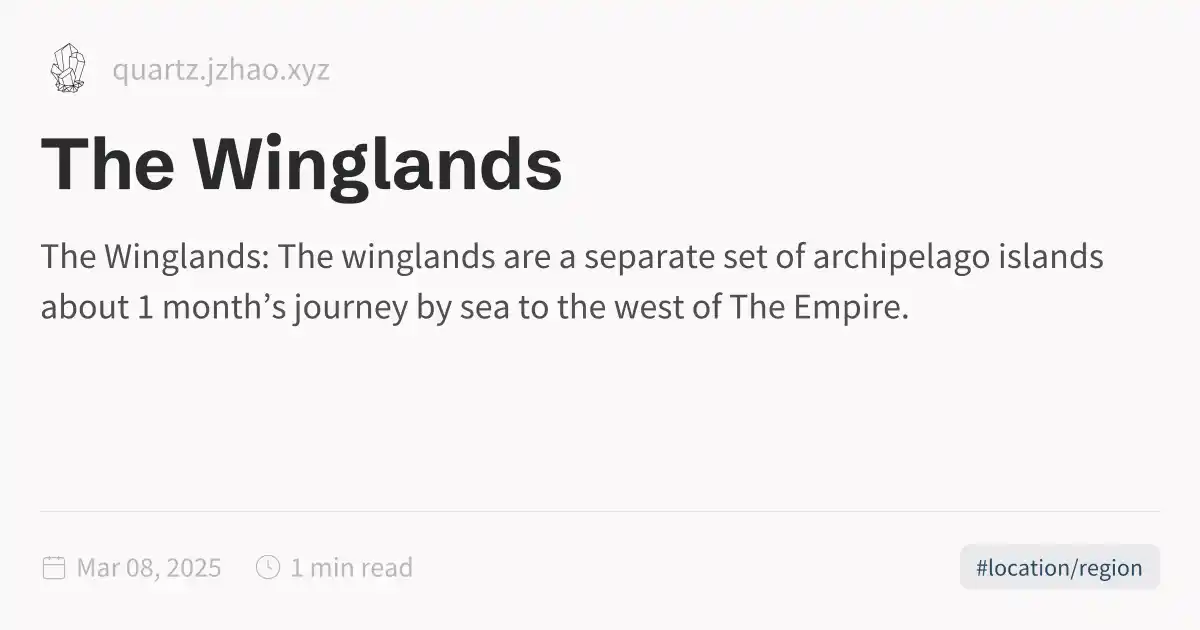 quartz.jzhao.xyz
The Winglands
The Winglands: The winglands are a separate set of archipelago islands
about 1 month’s journey by sea to the west of The Empire.
Mar 08, 2025 1 min read #location/region